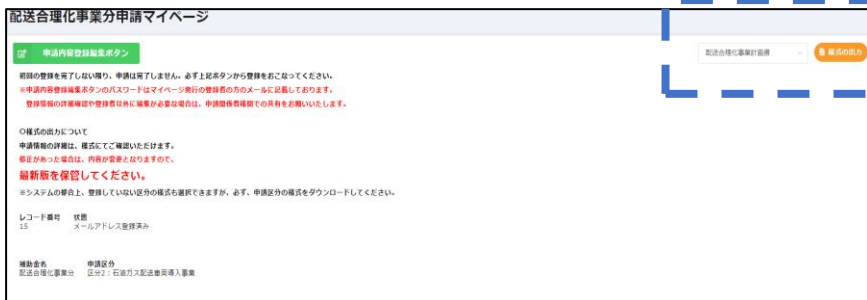 配送合理化事業分申請マイページ
申請内容登録編集ボタン
配送合理化事業計画書
様式の出力
初回の登録を完了しない限り、申請は完了しません。必ず上記ボタンから登録をおこなってください。
※申請内容登録編集ボタンのパスワードはマイページ発行の登録者の方のメールに記載しております。
登録情報の詳細確認や登録者以外に編集が必要な場合は、申請関係者間での共有をお願いいたします。
○様式の出力について
申請情報の詳細は、様式にてご確認いただけます。
修正があった場合は、内容が変更となりますので、
最新版を保管してください。
※システムの都合上、登録していない区分の様式も選択できますが、必ず、申請区分の様式をダウンロードしてください。
レコード番号 状態
15 メールアドレス登録済み
補助金名 申請区分
配送合理化事業分 区分2：石油ガス配送車両導入事業